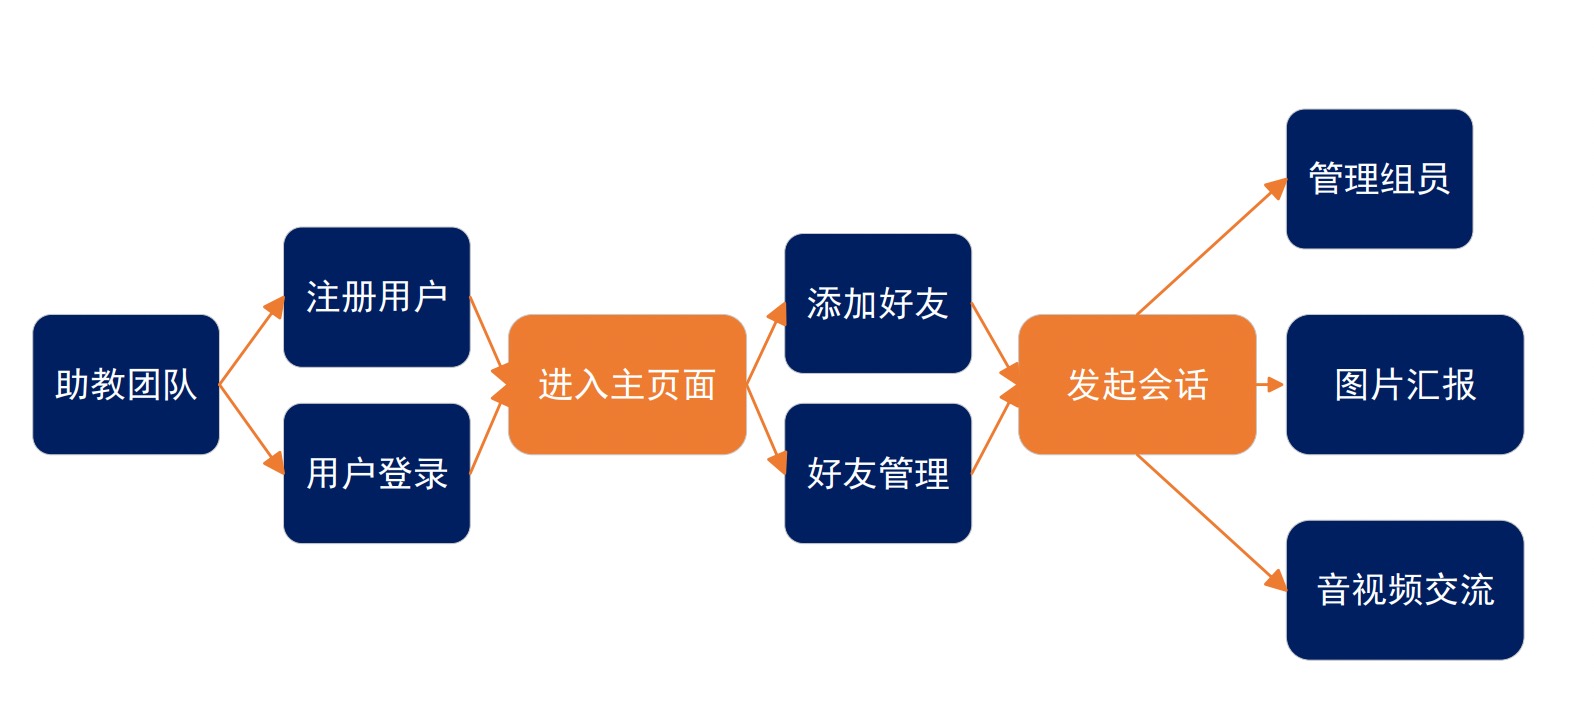 助教团队
注册用户
用户登录
进入主页面
添加好友
好友管理
发起会话
管理组员
图片汇报
音视频交流